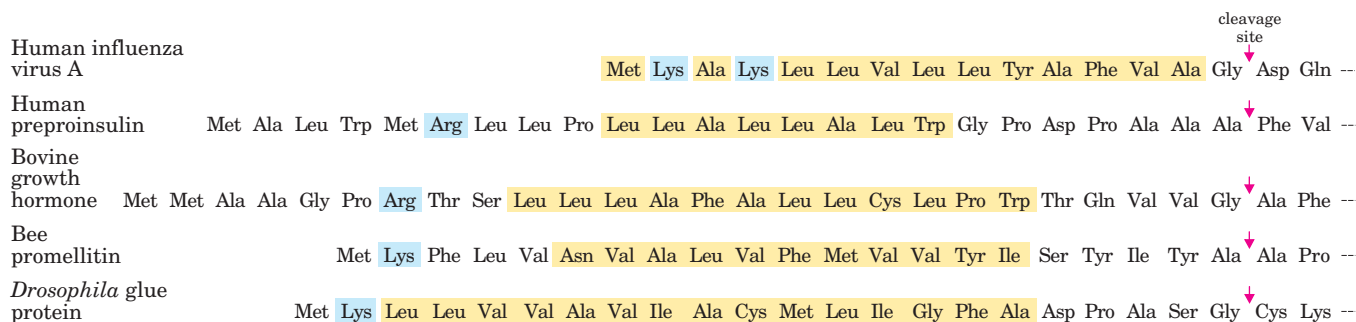 cleavage
site
Human influenza
virus A Met Lys Ala Lys Leu Leu Val Leu Leu Tyr Ala Phe Val Ala Gly Asp Gln ---
Human
preproinsulin Met Ala Leu Trp Met Arg Leu Leu Pro Leu Leu Ala Leu Leu Ala Leu Trp Gly Pro Asp Pro Ala Ala Ala Phe Val ---
Bovine
growth
hormone Met Met Ala Ala Gly Pro Arg Thr Ser Leu Leu Leu Ala Phe Ala Leu Leu Cys Leu Pro Trp Thr Gln Val Val Gly Ala Phe ---
Bee
promellitin Met Lys Phe Leu Val Asn Val Ala Leu Val Phe Met Val Val Tyr Ile Ser Tyr Ile Tyr Ala Ala Pro ---
Drosophila glue
protein Met Lys Leu Leu Val Val Ala Val Ile Ala Cys Met Leu Ile Gly Phe Ala Asp Pro Ala Ser Gly Cys Lys ---